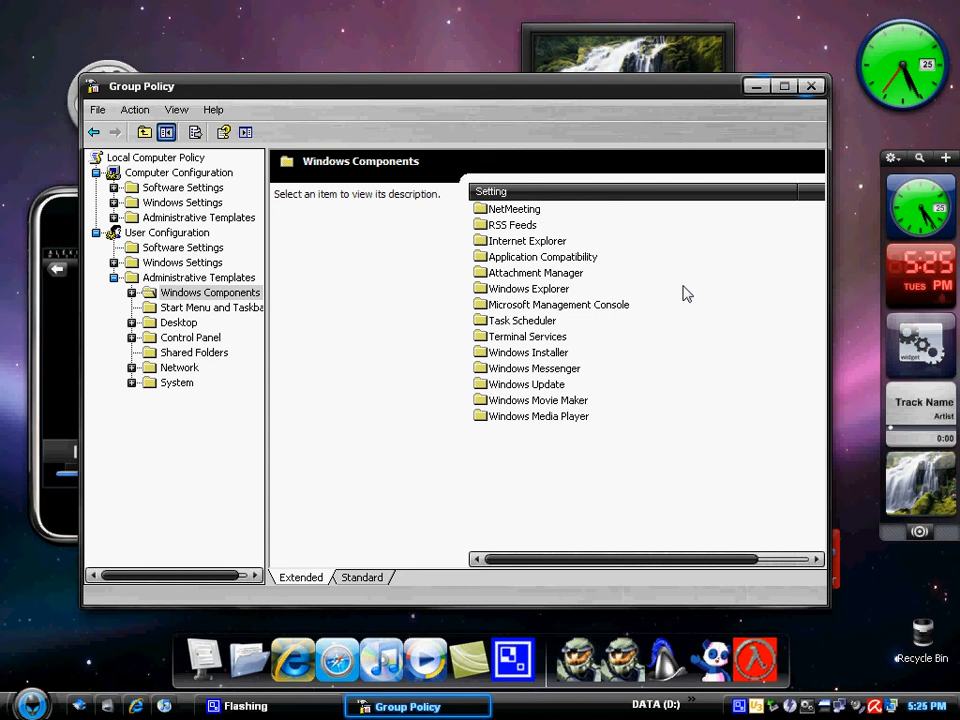 25
Group Policy
File Action View Help
Local Computer Policy
Computer Configuration
Software Settings
Windows Settings
Administrative Templates
User Configuration
Software Settings
Windows Settings
Administrative Templates
Windows Components
Start Menu and Taskba
Desktop
Control Panel
Shared Folders
Network
System
Windows Components
Select an item to view its description.
Setting
NetMeeting
RSS Feeds
Internet Explorer
Application Compatibility
Attachment Manager
Windows Explorer
Microsoft Management Console
Task Scheduler
Terminal Services
Windows Installer
Windows Messenger
Windows Update
Windows Movie Maker
Windows Media Player
Extended Standard
25
5:25
TUES PM
widget
Track Name
Artist
0:00
Recycle Bin
Flashing
Group Policy
DATA (D:)
5:25 PM